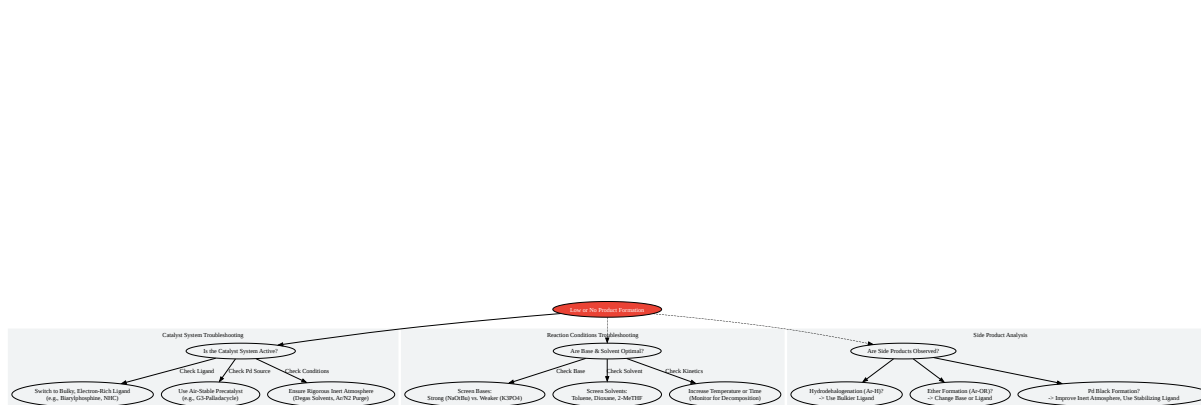 Low or No Product Formation
Catalyst System Troubleshooting
Reaction Conditions Troubleshooting
Side Product Analysis
Is the Catalyst System Active?
Are Base & Solvent Optimal?
Are Side Products Observed?
Check Ligand
Check Pd Source
Check Conditions
Check Base
Check Solvent
Check Kinetics
Switch to Bulky, Electron-Rich Ligand
(e.g., Biarylphosphine, NHC)
Use Air-Stable Precatalyst
(e.g., G3-Palladacycle)
Ensure Rigorous Inert Atmosphere
(Degas Solvents, Ar/N2 Purge)
Screen Bases:
Strong (NaOtBu) vs. Weaker (K3PO4)
Screen Solvents:
Toluene, Dioxane, 2-MeTHF
Increase Temperature or Time
(Monitor for Decomposition)
Hydrodehalogenation (Ar-H)?
-> Use Bulkier Ligand
Ether Formation (Ar-OR)?
-> Change Base or Ligand
Pd Black Formation?
-> Improve Inert Atmosphere, Use Stabilizing Ligand